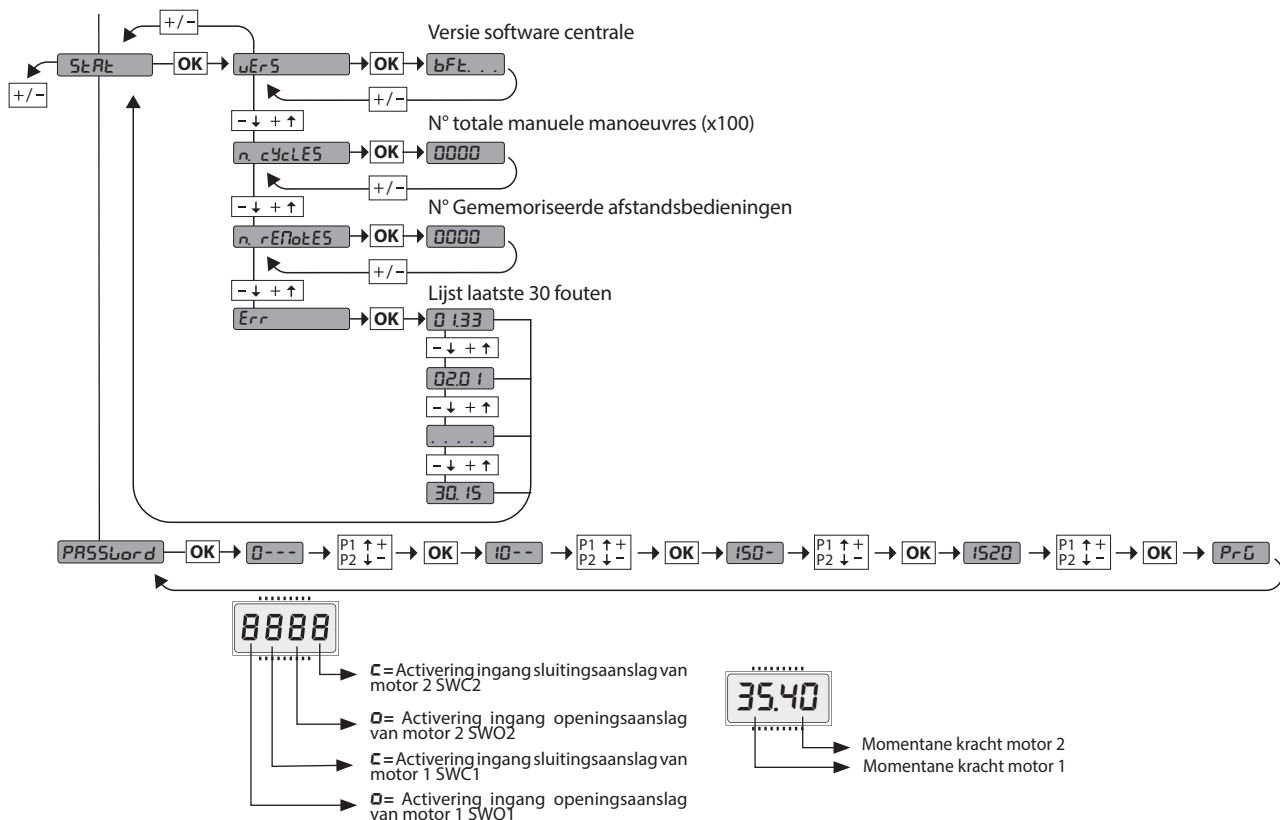 +/-
Versie software centrale
StAt OK vErS OK bFt. . .
+/-
+/-
- ↓ + ↑
N° totale manuele manoeuvres (x100)
n. cYcLES OK 0000
+/-
- ↓ + ↑
N° Gememoriseerde afstandsbedieningen
n. rEMotES OK 0000
+/-
- ↓ + ↑
Lijst laatste 30 fouten
Err OK 01.33
- ↓ + ↑
02.01
- ↓ + ↑
. . . . .
- ↓ + ↑
30.15
PASSword OK 0--- P1 ↑ + OK 10-- P1 ↑ + OK 150- P1 ↑ + OK 1520 P1 ↑ + OK PrG
P2 ↓ - P2 ↓ - P2 ↓ - P2 ↓ -
8888
C = Activering ingang sluitingsaanslag van
motor 2 SWC2
O= Activering ingang openingsaanslag
van motor 2 SWO2
C = Activering ingang sluitingsaanslag van
motor 1 SWC1
O= Activering ingang openingsaanslag
van motor 1 SWO1
35.40
Momentane kracht motor 2
Momentane kracht motor 1